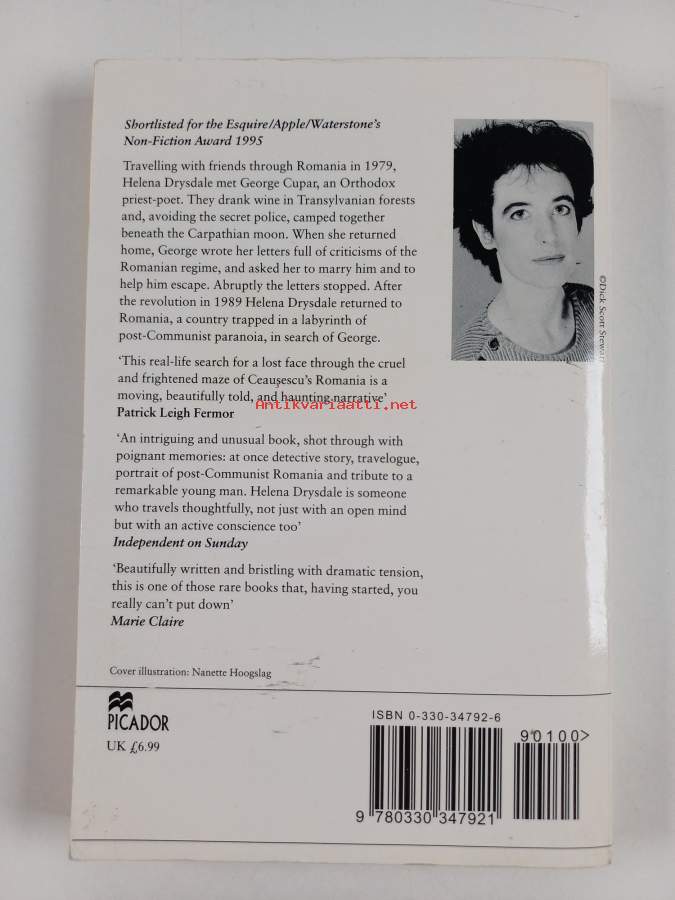 Shortlisted for the Esquire/Apple/Waterstone's
Non-Fiction Award 1995
Travelling with friends through Romania in 1979,
Helena Drysdale met George Cupar, an Orthodox
priest-poet. They drank wine in Transylvanian forests
and, avoiding the secret police, camped together
beneath the Carpathian moon. When she returned
home, George wrote her letters full of criticisms of the
Romanian regime, and asked her to marry him and to
help him escape. Abruptly the letters stopped. After
the revolution in 1989 Helena Drysdale returned to
Romania, a country trapped in a labyrinth of
post-Communist paranoia, in search of George.
‘This real-life search for a lost face through the cruel
and frightened maze of Ceauşescu's Romania is a
moving, beautifully told, and haunting narrative’
Antikvariaatti.net
Patrick Leigh Fermor
‘An intriguing and unusual book, shot through with
poignant memories: at once detective story, travelogue,
portrait of post-Communist Romania and tribute to a
remarkable young man. Helena Drysdale is someone
who travels thoughtfully, not just with an open mind
but with an active conscience too’
Independent on Sunday
‘Beautifully written and bristling with dramatic tension,
this is one of those rare books that, having started, you
really can't put down’
Marie Claire
©Dick Scott Stewart
Cover illustration: Nanette Hoogslag
PICADOR
UK £6.99
ISBN 0-330-34792-6
90100>
9 780330 347921